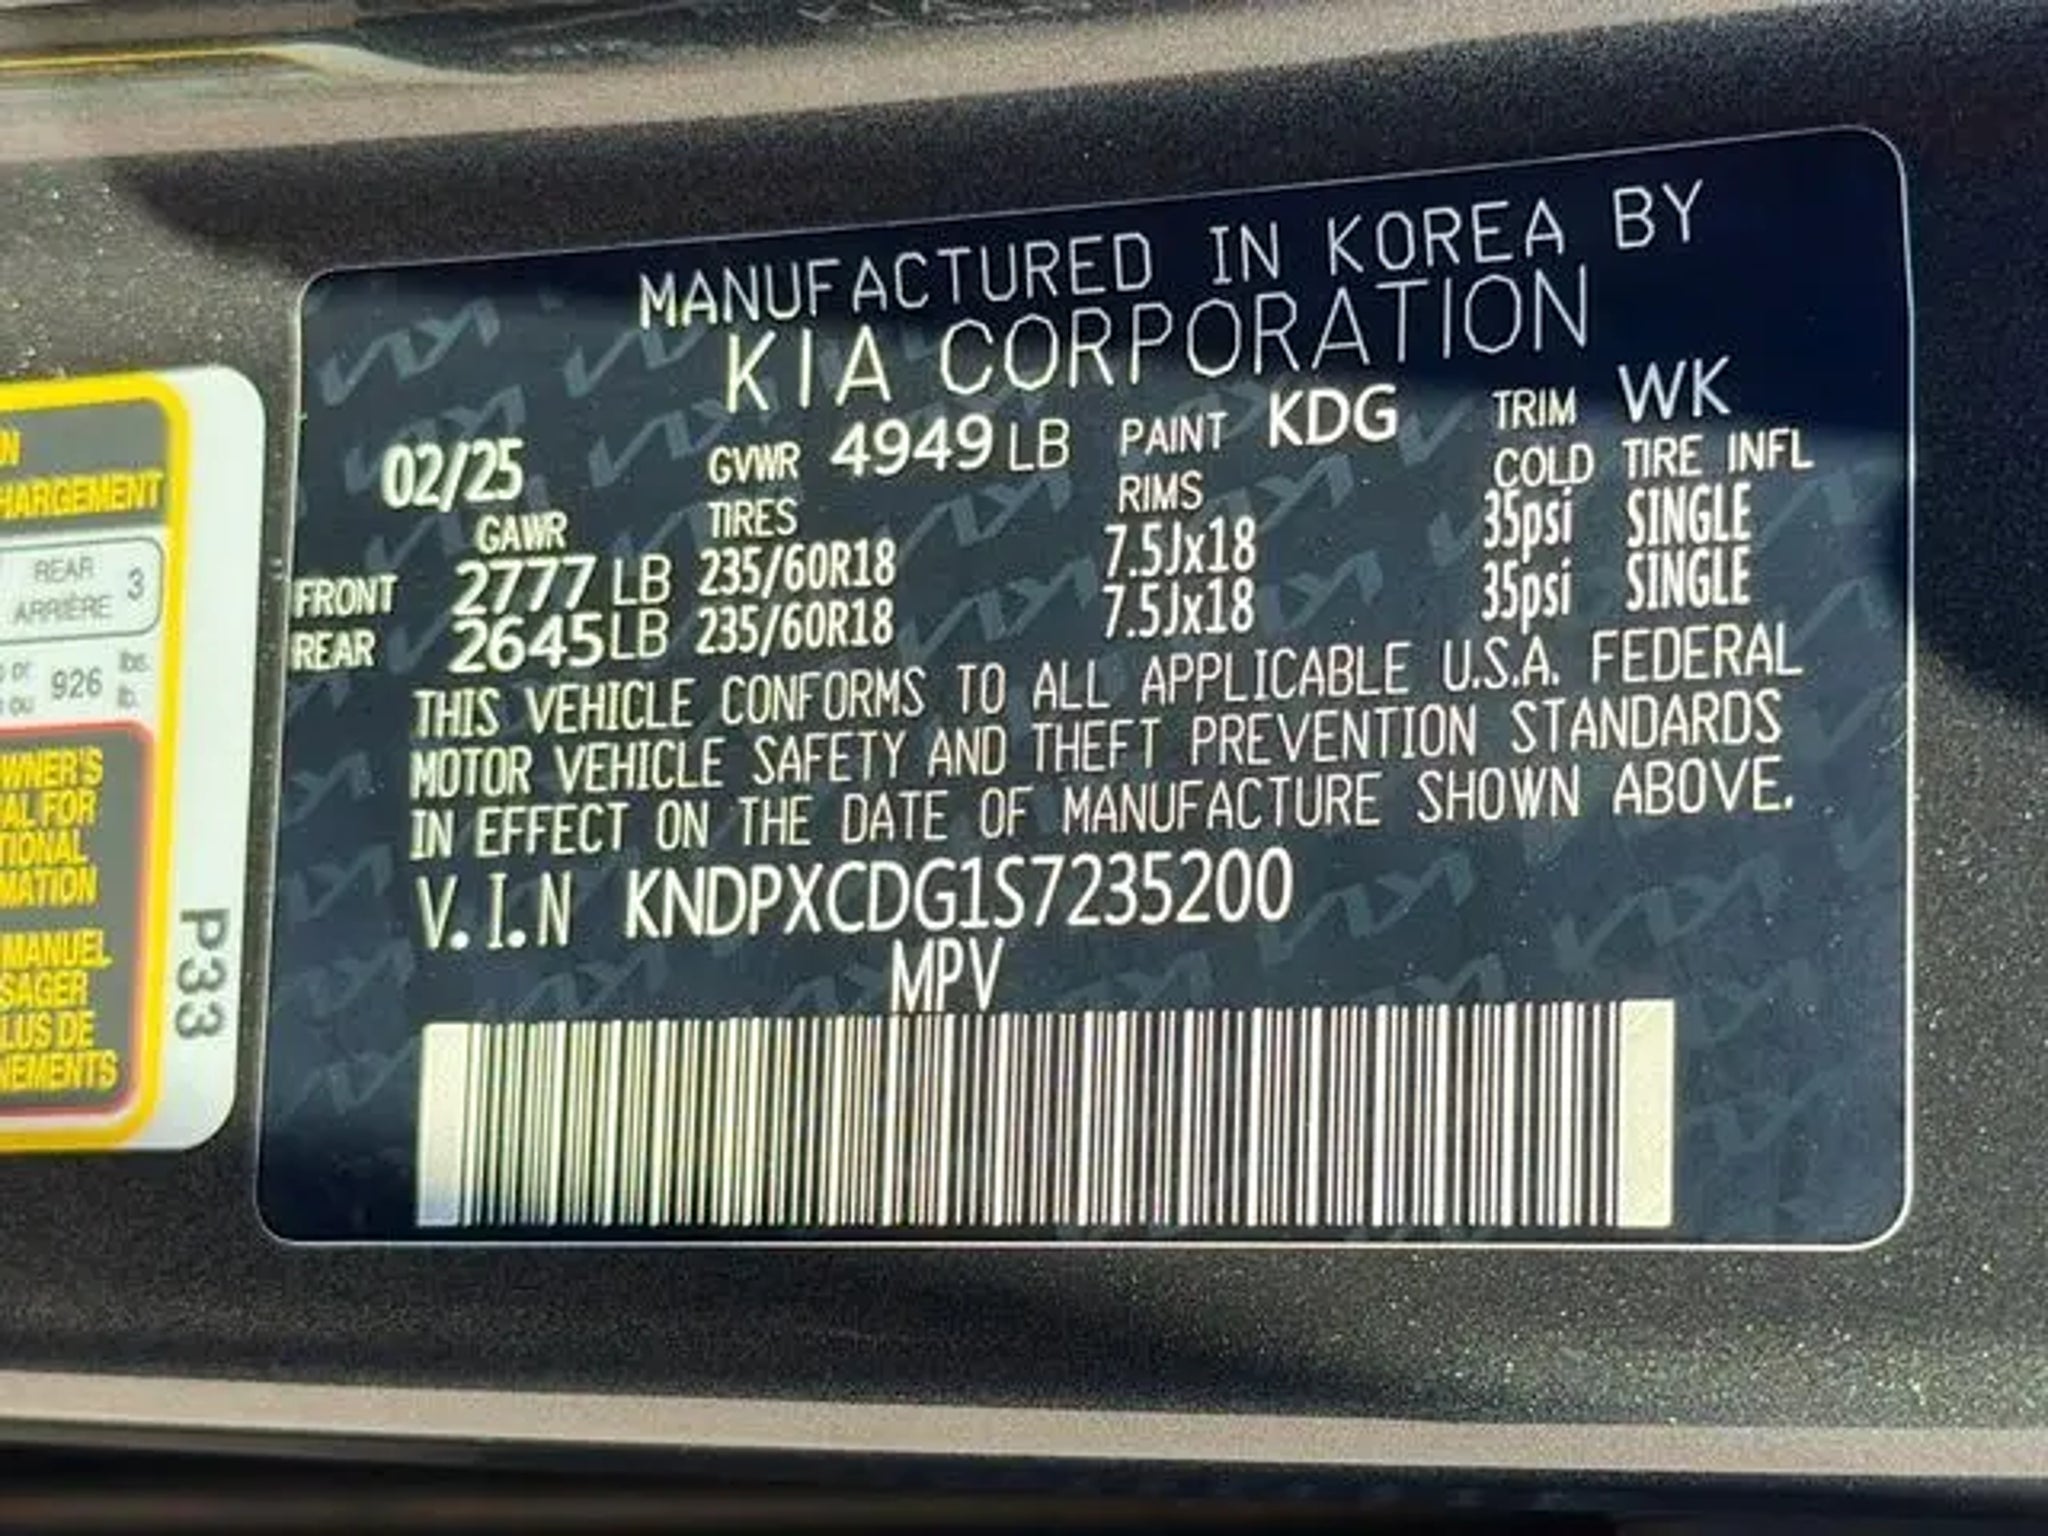 MANUFACTURED IN KOREA BY
KIA CORPORATION
02/25 GVWR 4949 LB PAINT KDG TRIM WK
GAWR TIRES RIMS COLD TIRE INFL
FRONT 2777 LB 235/60R18 7.5Jx18 35psi SINGLE
REAR 2645 LB 235/60R18 7.5Jx18 35psi SINGLE
THIS VEHICLE CONFORMS TO ALL APPLICABLE U.S.A. FEDERAL
MOTOR VEHICLE SAFETY AND THEFT PREVENTION STANDARDS
IN EFFECT ON THE DATE OF MANUFACTURE SHOWN ABOVE.
V.I.N KNDPXCDG1S7235200
MPV
HARGEMENT
REAR 3
ARRIÈRE
or 926 lbs.
ou lb.
WNER'S
AL FOR
TIONAL
MATION
MANUEL
SAGER
LUS DE
NEMENTS
P33